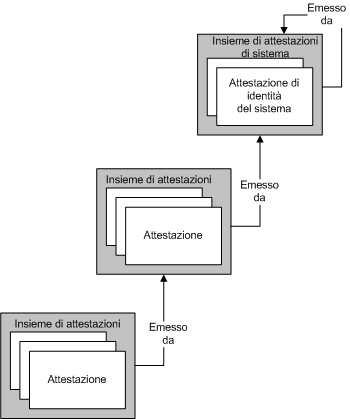 Emesso
da
Insieme di attestazioni
di sistema
Attestazione di
identità
del sistema
Insieme di attestazioni
Emesso
da
Attestazione
Insieme di attestazioni
Emesso
da
Attestazione